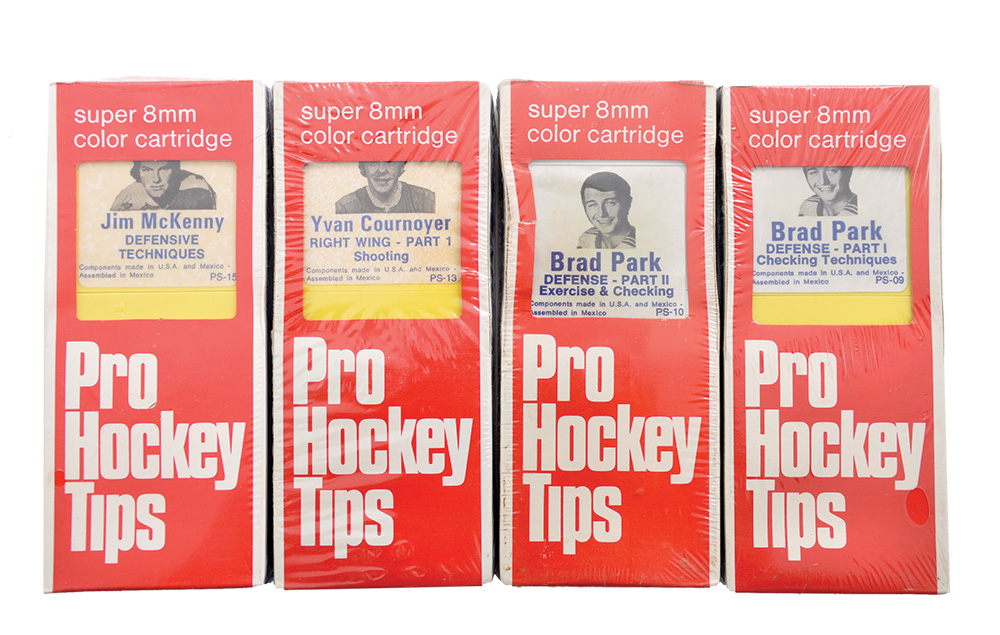 super 8mm
color cartridge
Jim McKenny
DEFENSIVE
TECHNIQUES
Components made in U.S.A. and Mexico -
Assembled in Mexico
PS-15
Pro
Hockey
Tips
super 8mm
color cartridge
Yvan Cournoyer
RIGHT WING - PART 1
Shooting
Components made in U.S.A. and Mexico -
Assembled in Mexico
PS-13
Pro
Hockey
Tips
super 8mm
color cartridge
Brad Park
DEFENSE - PART II
Exercise & Checking
Components made in U.S.A. and Mexico -
Assembled in Mexico
PS-10
Pro
Hockey
Tips
super 8mm
color cartridge
Brad Park
DEFENSE - PART I
Checking Techniques
Components made in U.S.A. and Mexico -
Assembled in Mexico
PS-09
Pro
Hockey
Tips